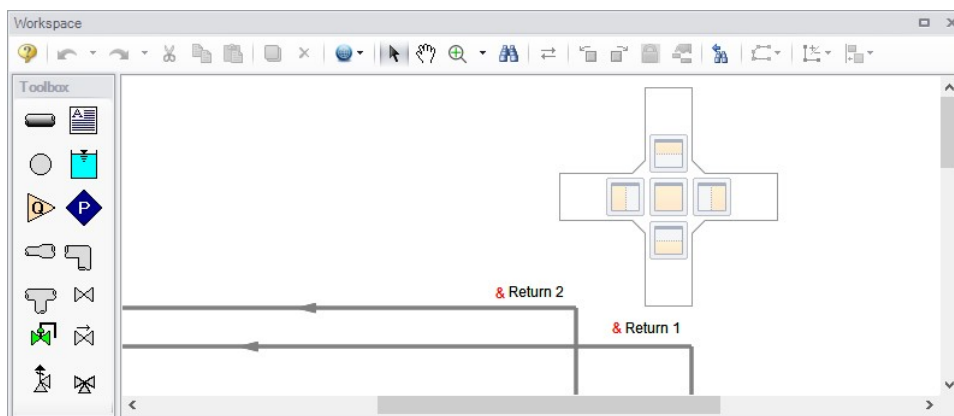 Workspace
Toolbox
A
Q
P
& Return 2
& Return 1